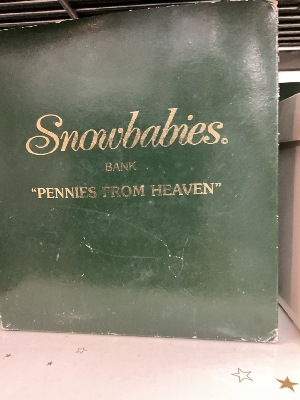 Snowbabies®
BANK
"PENNIES FROM HEAVEN"